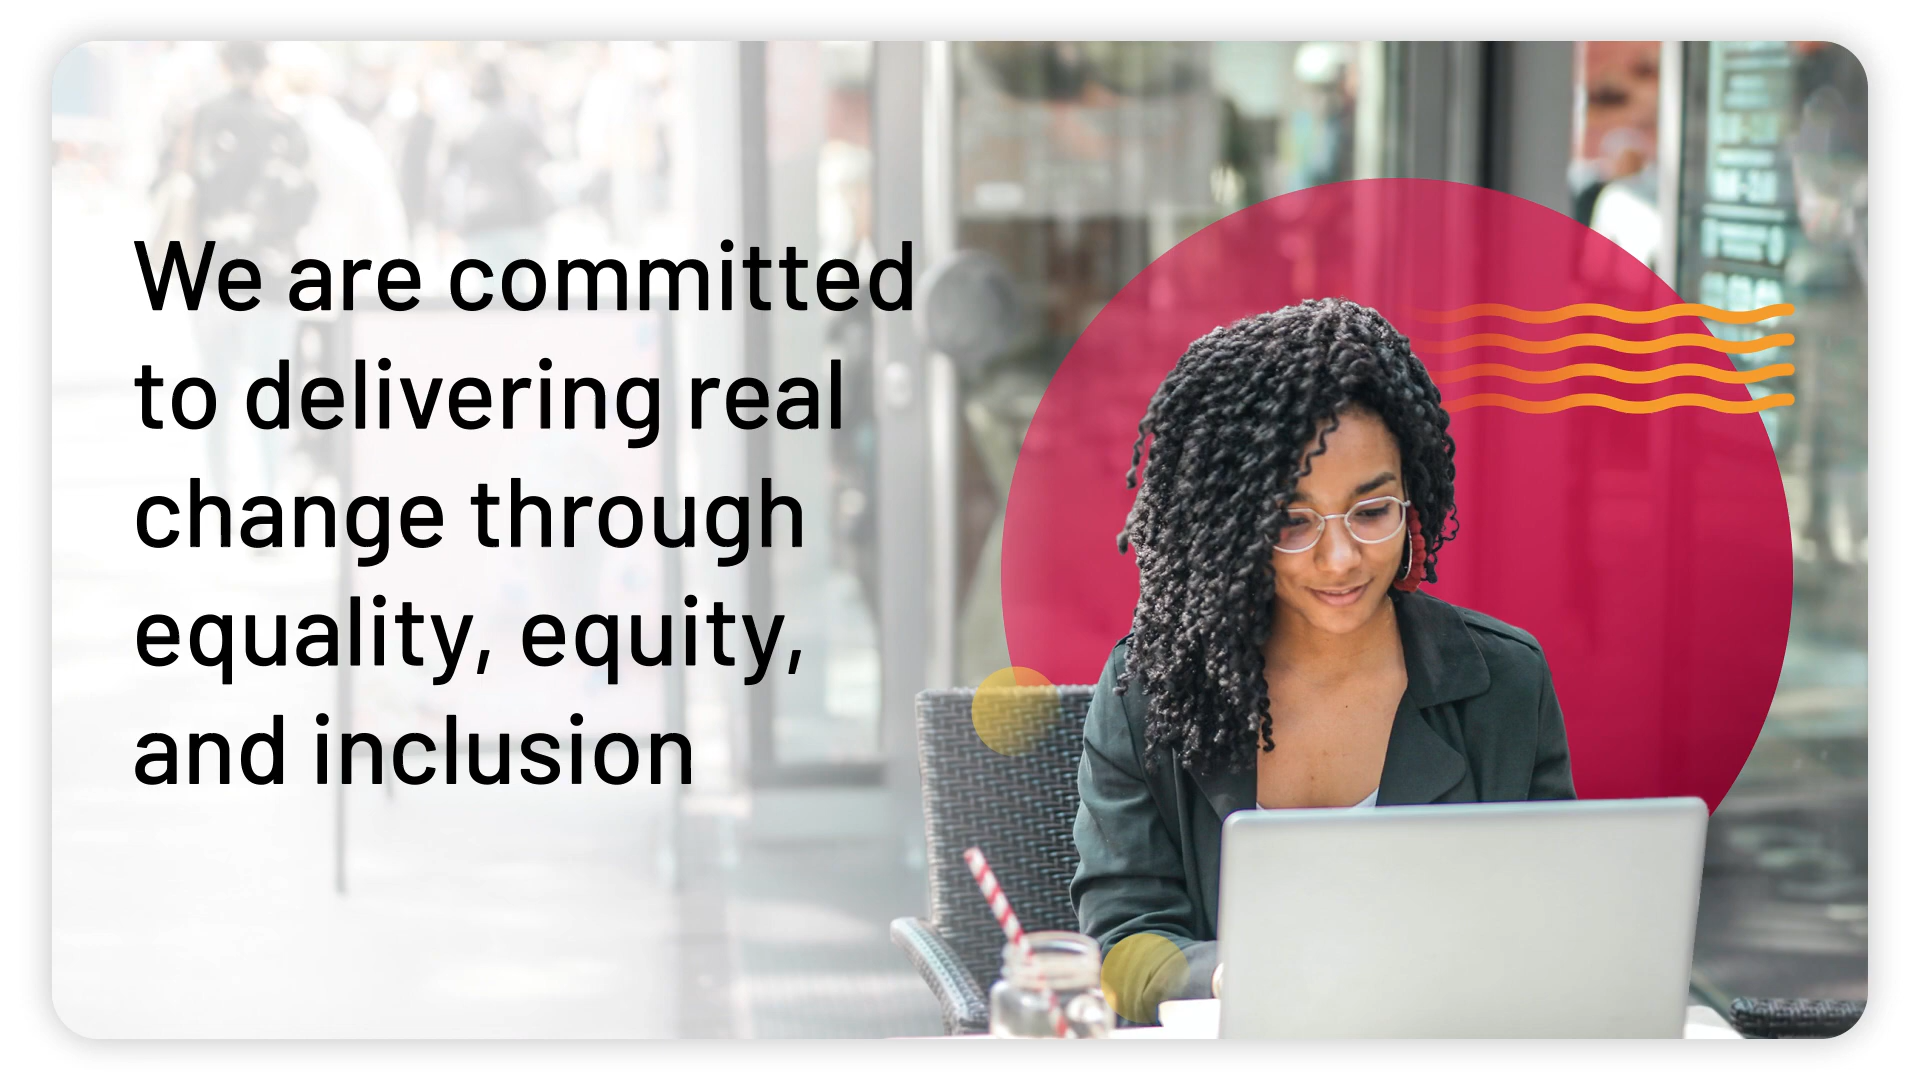 We are committed
to delivering real
change through
equality, equity,
and inclusion